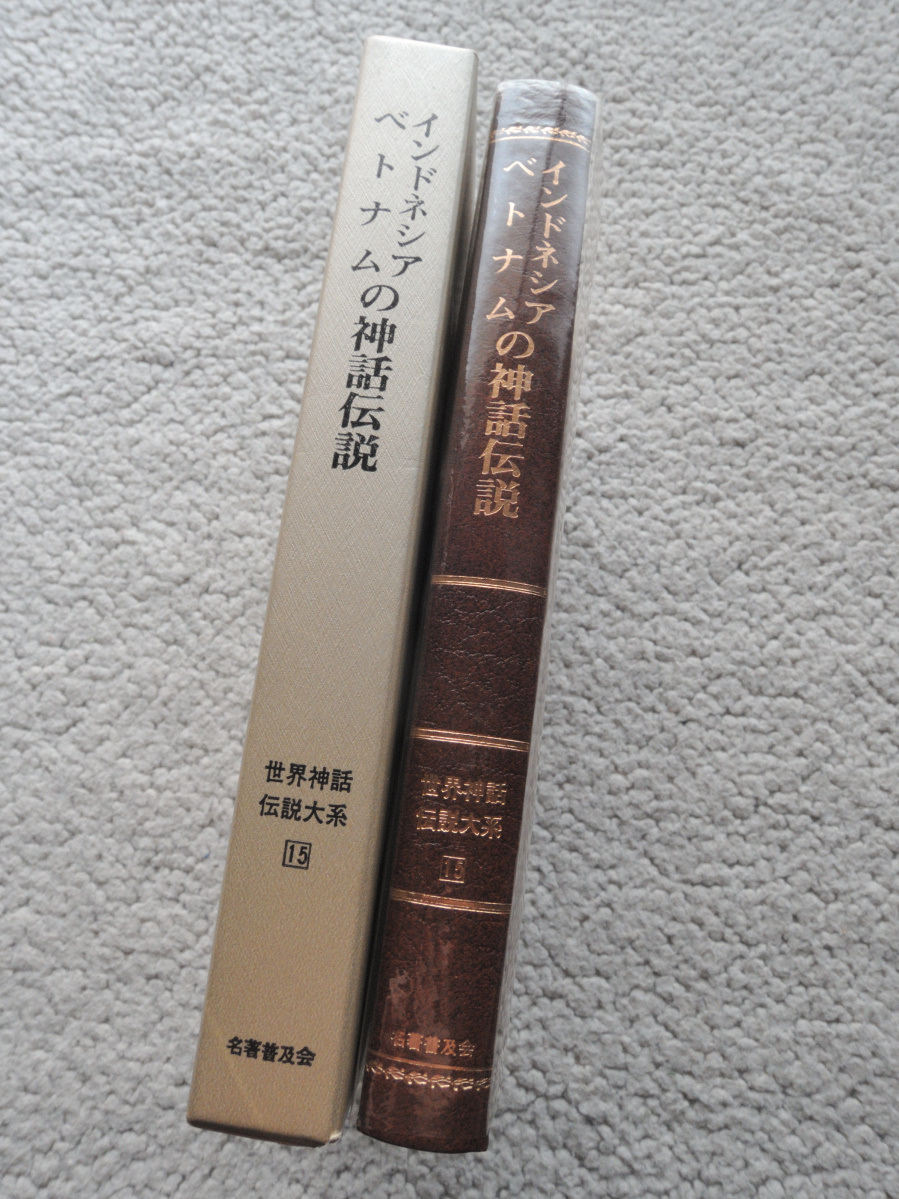 インドネシア
ベトナム
の神話伝説
世界神話
伝説大系
15
名著普及会
インドネシア
ベトナム
の神話伝説
世界神話
伝説大系
15
名著普及会